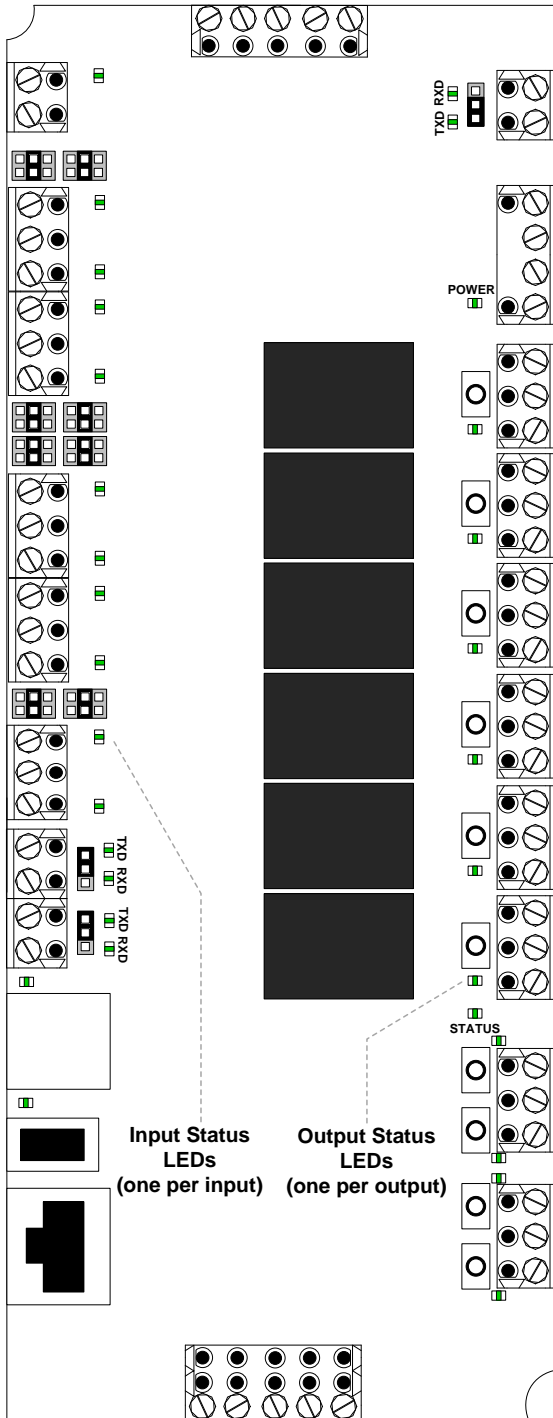 RXD
TXD
POWER
TXD
RXD
TXD
RXD
STATUS
Input Status
LEDs
(one per input)
Output Status
LEDs
(one per output)